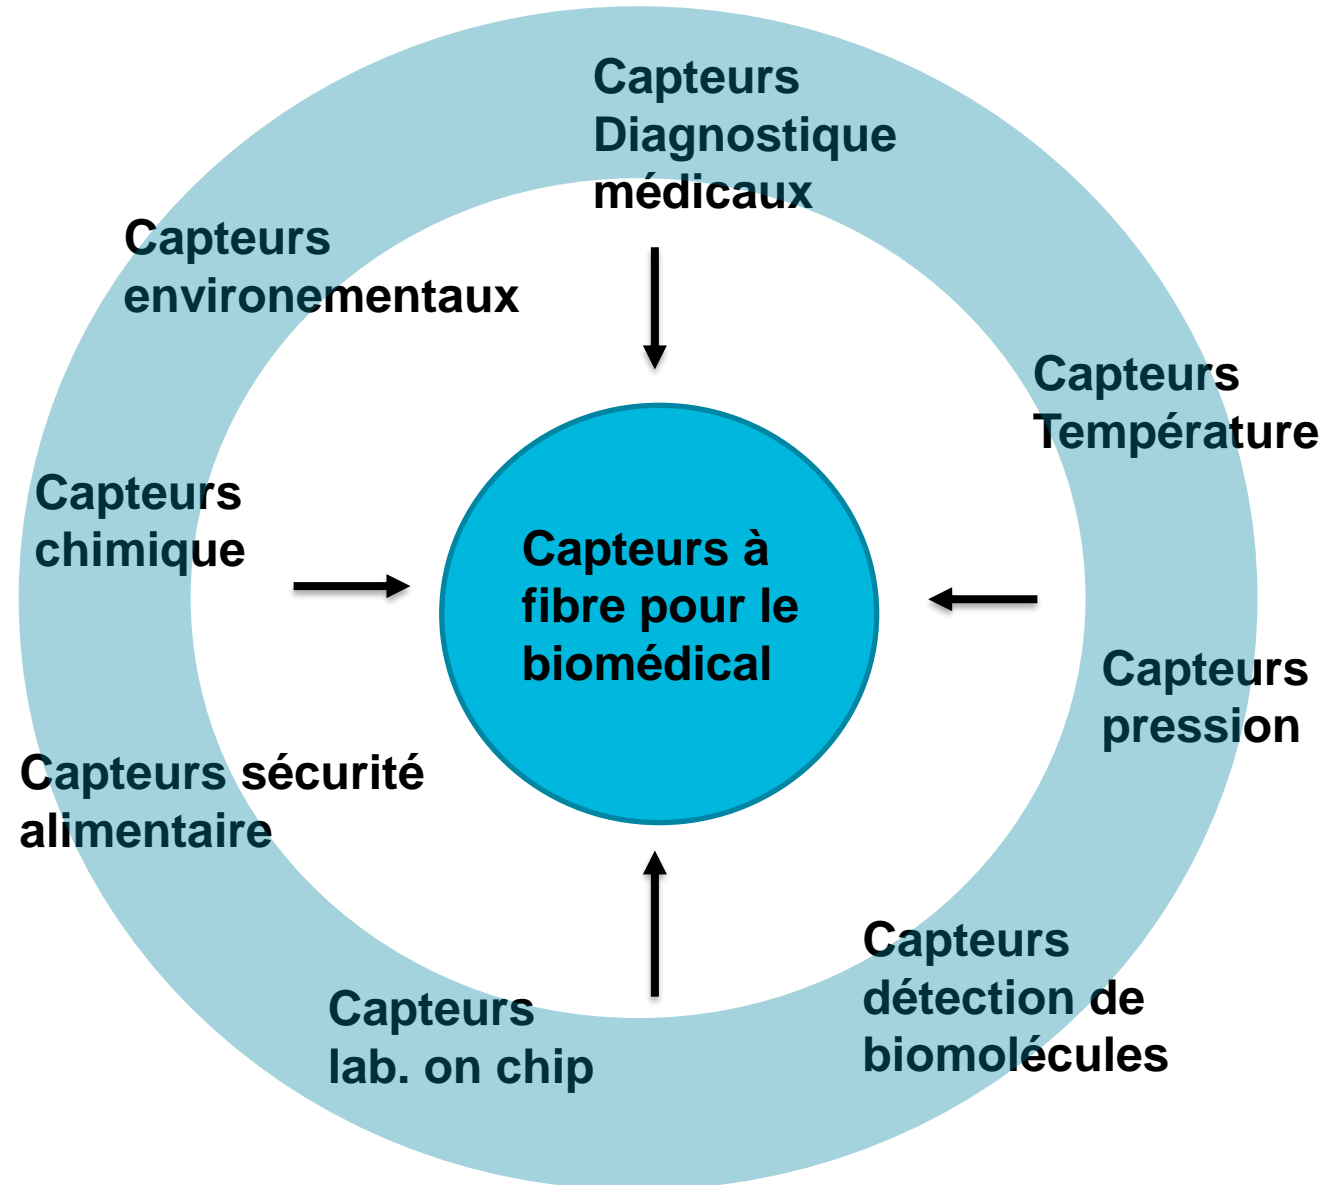 Capteurs
Diagnostique
médicaux
Capteurs
environementaux
Capteurs
Température
Capteurs
chimique
Capteurs à
fibre pour le
biomédical
Capteurs
pression
Capteurs sécurité
alimentaire
Capteurs
détection de
biomolécules
Capteurs
lab. on chip